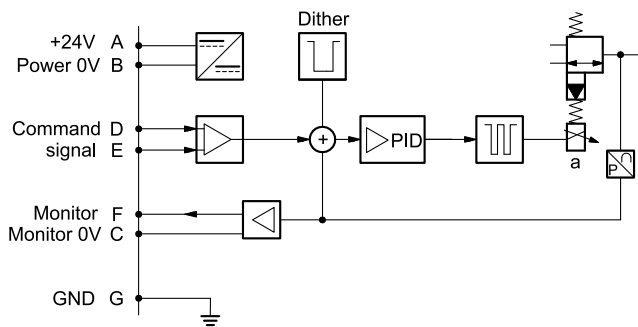 Dither
+24V A
Power 0V B
Command D
signal E
+
PID
a
P
U
Monitor F
Monitor 0V C
GND G